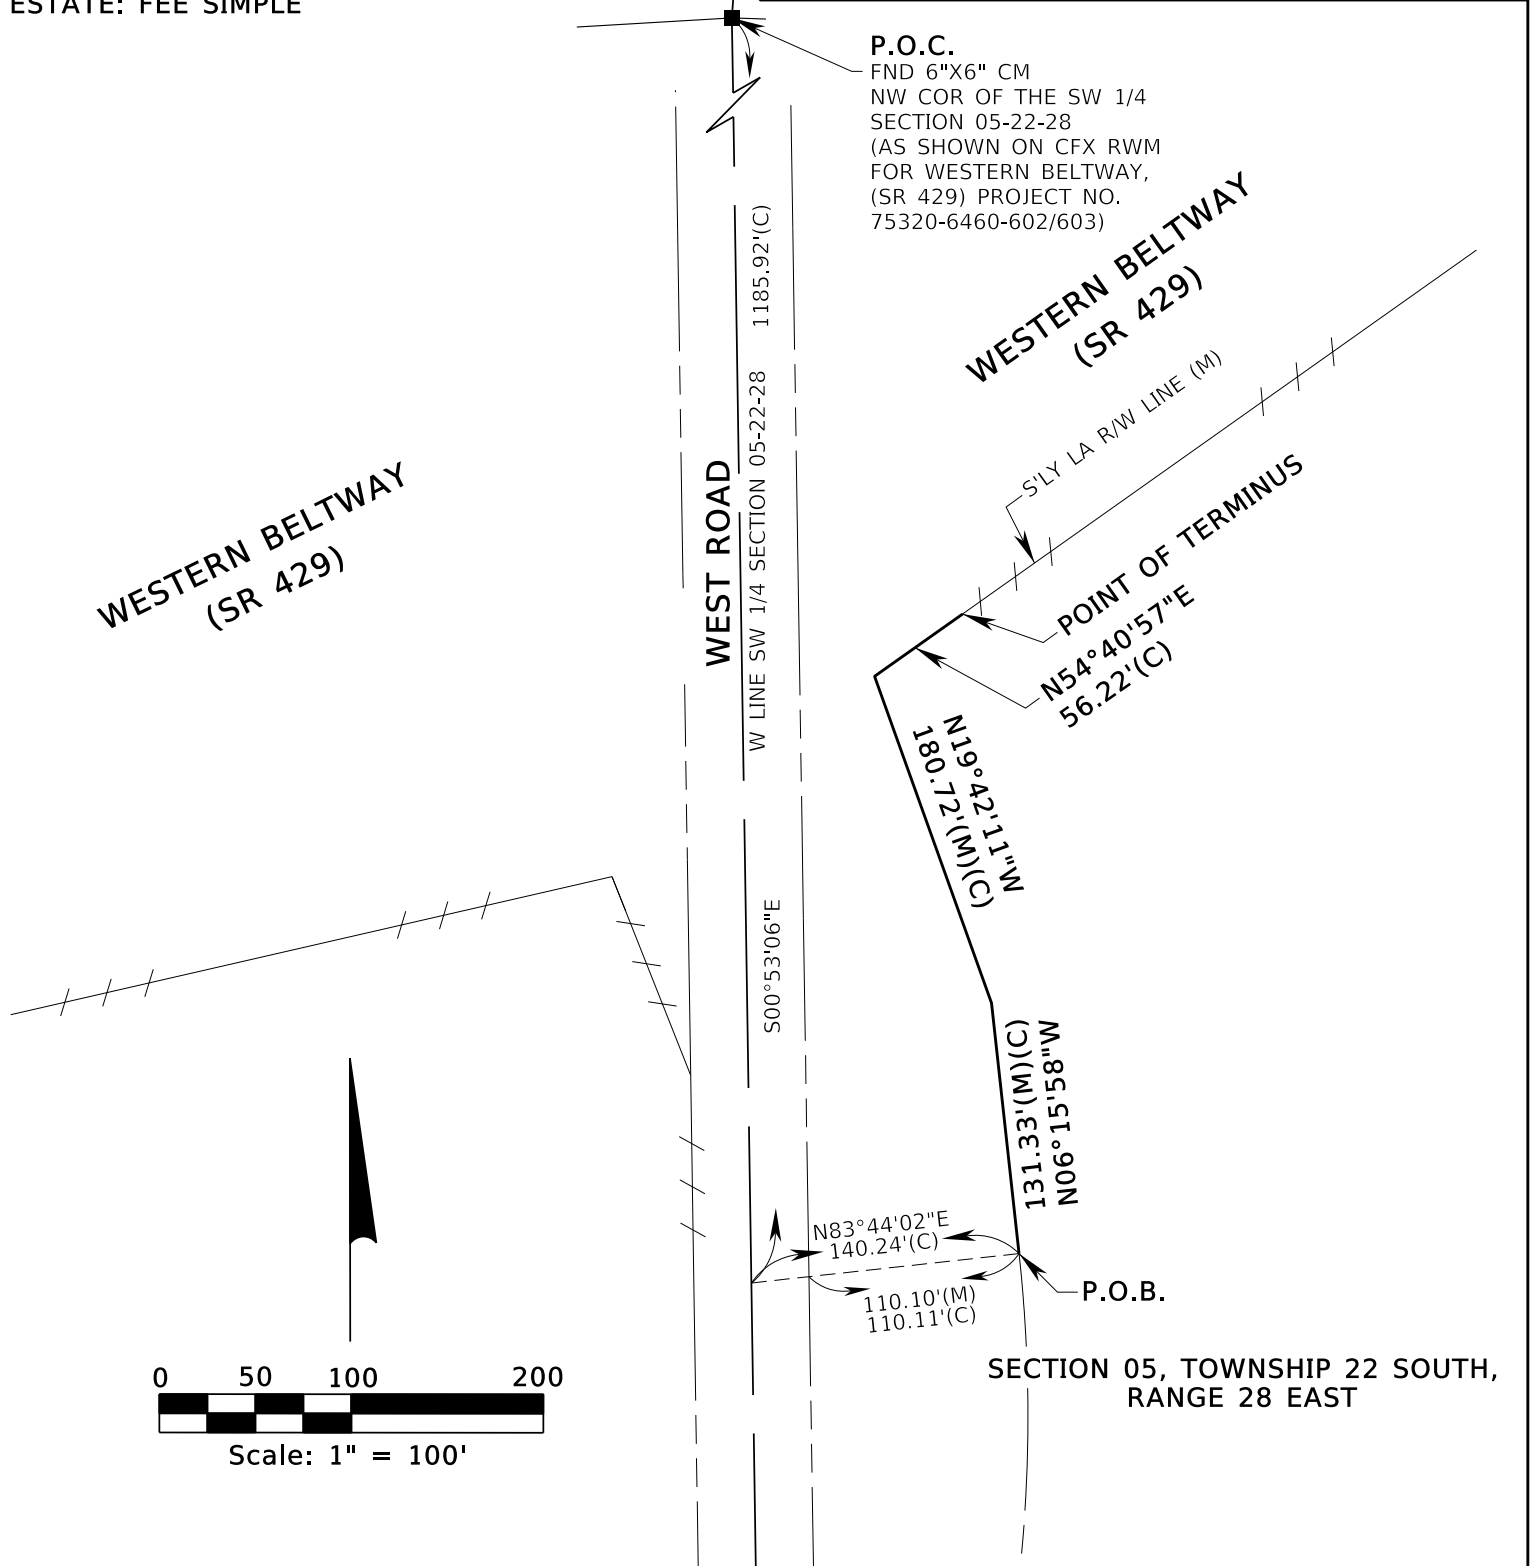 ESTATE: FEE SIMPLE
P.O.C.
FND 6"X6" CM
NW COR OF THE SW 1/4
SECTION 05-22-28
(AS SHOWN ON CFX RWM
FOR WESTERN BELTWAY,
(SR 429) PROJECT NO.
75320-6460-602/603)
WESTERN BELTWAY
(SR 429)
S'LY LA R/W LINE (M)
POINT OF TERMINUS
N54°40'57"E
56.22'(C)
WESTERN BELTWAY
(SR 429)
WEST ROAD
W LINE SW 1/4 SECTION 05-22-28
1185.92'(C)
S00°53'06"E
N19°42'11"W
180.72'(M)(C)
131.33'(M)(C)
N06°15'58"W
N83°44'02"E
140.24'(C)
110.10'(M)
110.11'(C)
P.O.B.
SECTION 05, TOWNSHIP 22 SOUTH,
RANGE 28 EAST
0 50 100 200
Scale: 1" = 100'